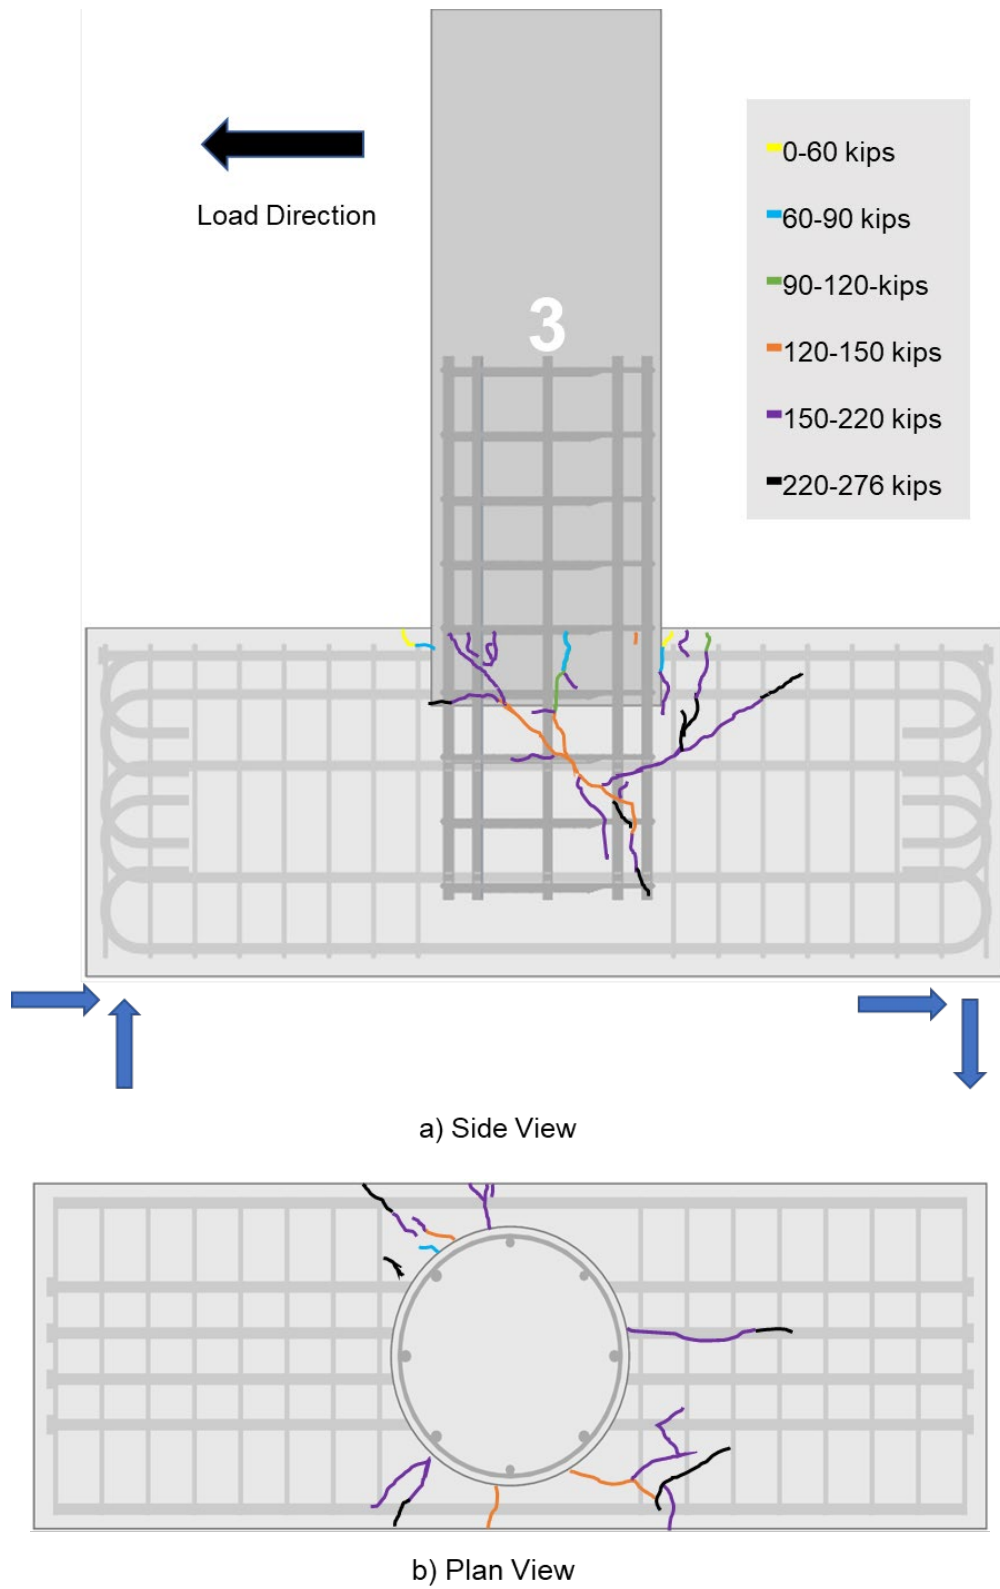 Load Direction
0-60 kips
60-90 kips
90-120-kips
120-150 kips
150-220 kips
220-276 kips
3
a) Side View
b) Plan View